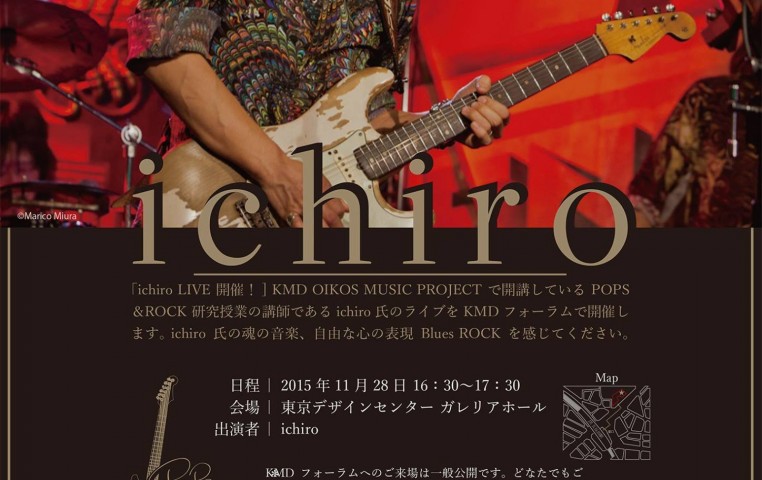 ©Marico Miura
ichiro
「ichiro LIVE 開催！］KMD OIKOS MUSIC PROJECT で開講している POPS
&ROCK 研究授業の講師である ichiro 氏のライブを KMD フォーラムで開催し
ます。ichiro 氏の魂の音楽、自由な心の表現 Blues ROCK を感じてください。
日程｜2015 年 11 月 28 日 16：30～17：30
会場｜東京デザインセンター ガレリアホール
出演者｜ichiro
Map
KMD フォーラムへのご来場は一般公開です。どなたでもご